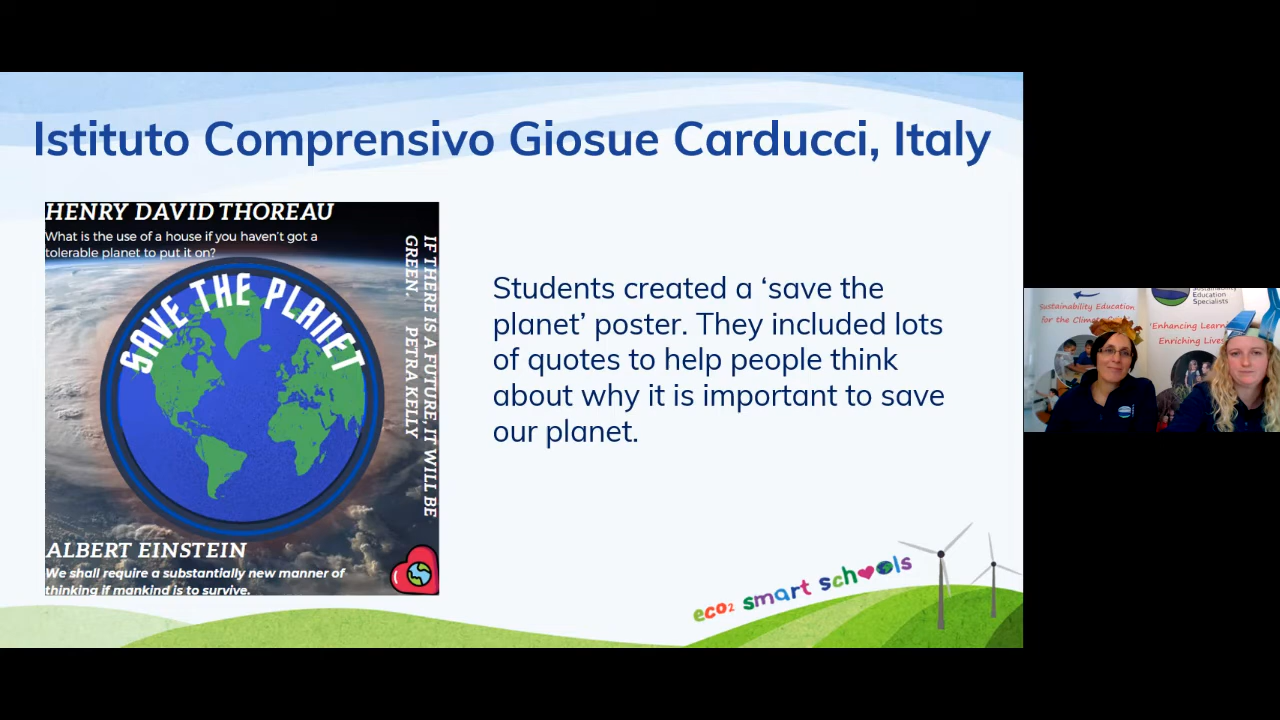 Istituto Comprensivo Giosue Carducci, Italy
HENRY DAVID THOREAU
What is the use of a house if you haven't got a
tolerable planet to put it on?
SAVE THE PLANET
IF THERE IS A FUTURE, IT WILL BE
GREEN. PETRA KELLY
ALBERT EINSTEIN
We shall require a substantially new manner of
thinking if mankind is to survive.
Students created a ‘save the
planet’ poster. They included lots
of quotes to help people think
about why it is important to save
our planet.
eco2 smart schools
Sustainability Education
for the Climate
Sustainability
Education
Specialists
'Enhancing Learn
Enriching Lives